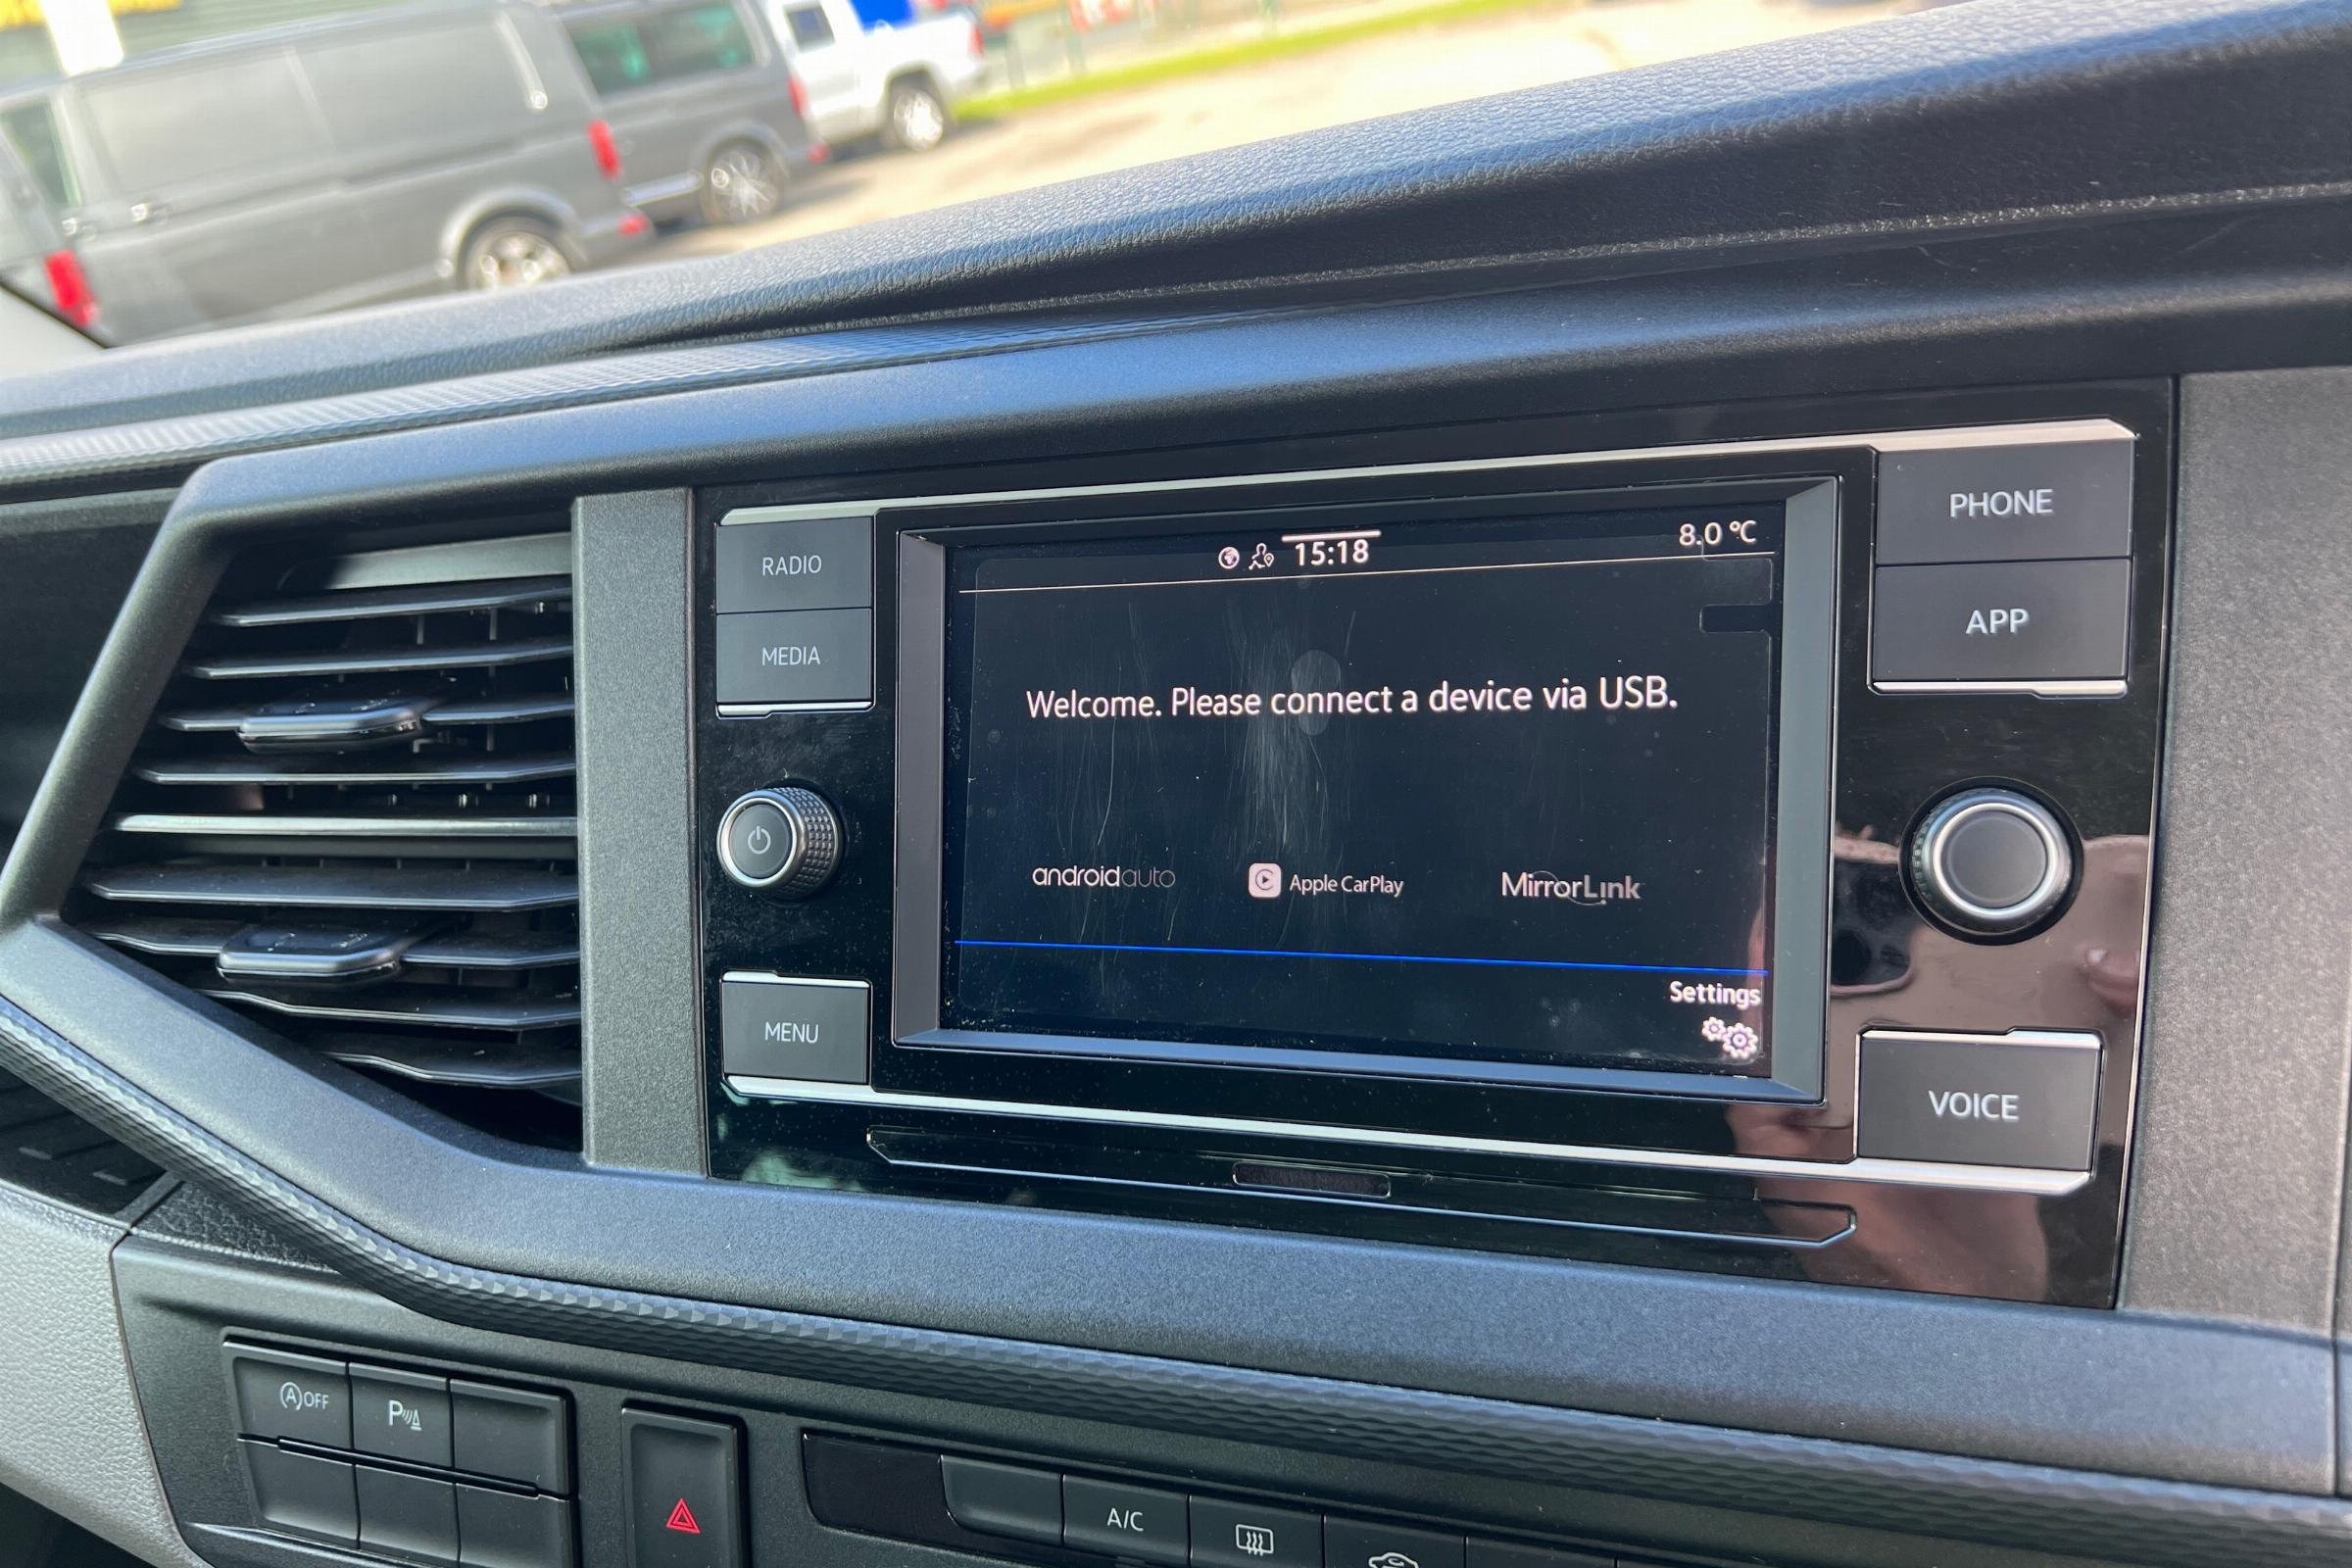 RADIO
MEDIA
MENU
15:18
8.0 °C
Welcome. Please connect a device via USB.
androidauto
Apple CarPlay
MirrorLink
Settings
PHONE
APP
VOICE
A OFF
P
A/C